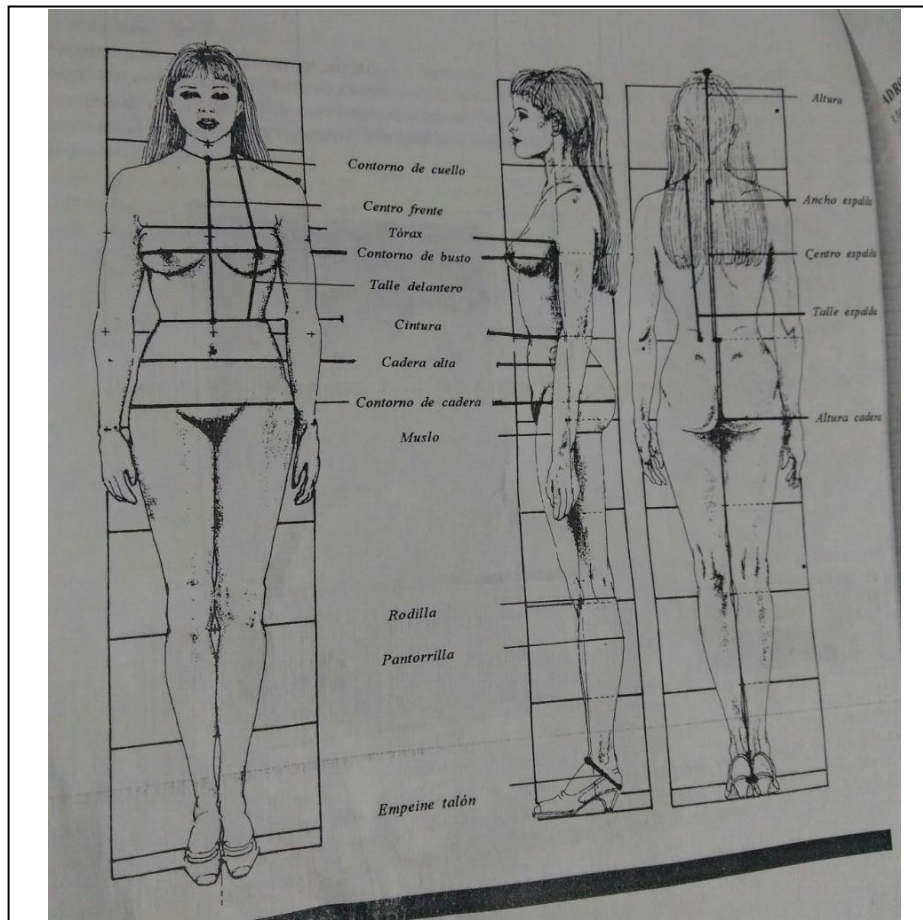 Contorno de cuello
Centro frente
Tórax
Contorno de busto
Talle delantero
Cintura
Cadera alta
Contorno de cadera
Muslo
Rodilla
Pantorrilla
Empeine talón
Altura
Ancho espalda
Centro espalda
Talle espalda
Altura cadera